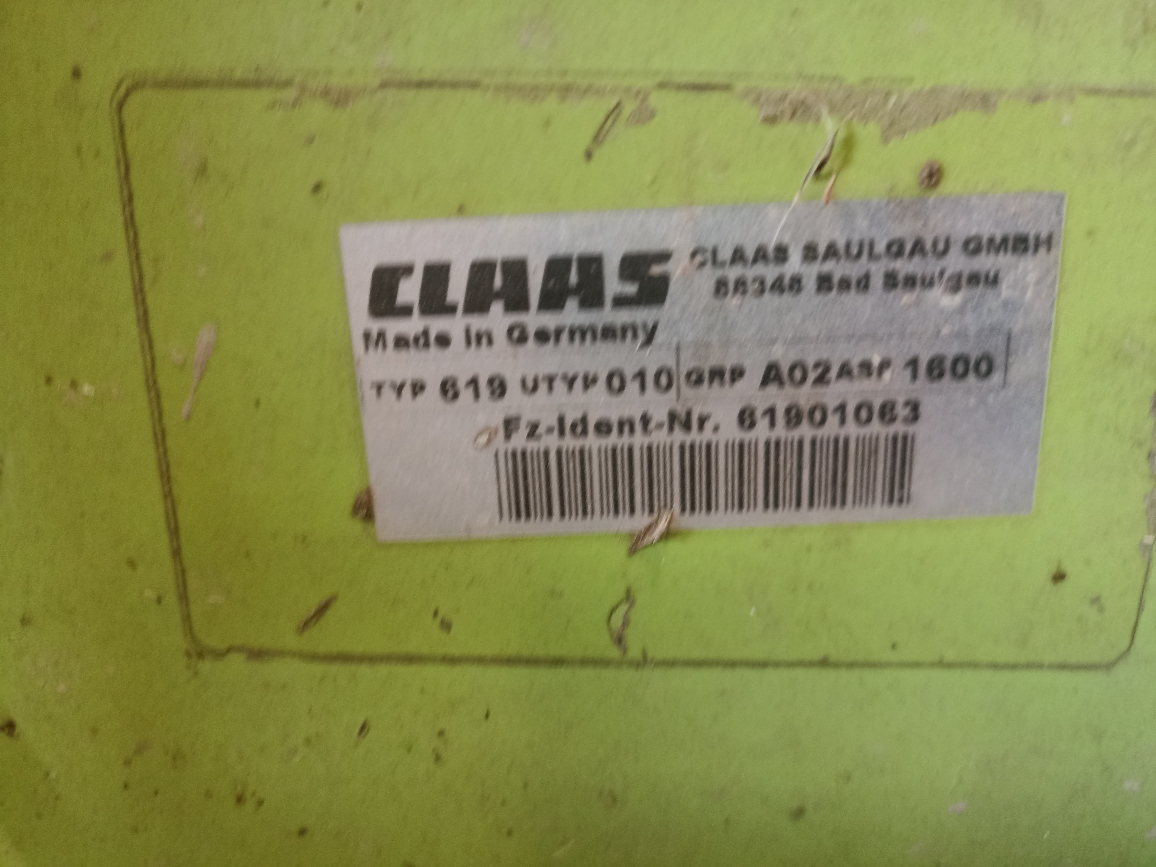 CLAAS
CLAAS SAULGAU GMBH
88348 Bad Saulgau
Made in Germany
TYP 619 UTYP 010 GRP A02 ASP 1600
Fz-Ident-Nr. 61901063